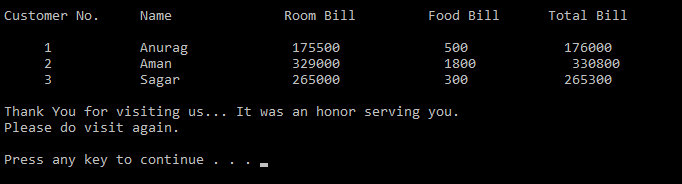 Customer No. Name Room Bill Food Bill Total Bill
1 Anurag 175500 500 176000
2 Aman 329000 1800 330800
3 Sagar 265000 300 265300
Thank You for visiting us... It was an honor serving you.
Please do visit again.
Press any key to continue . . . _